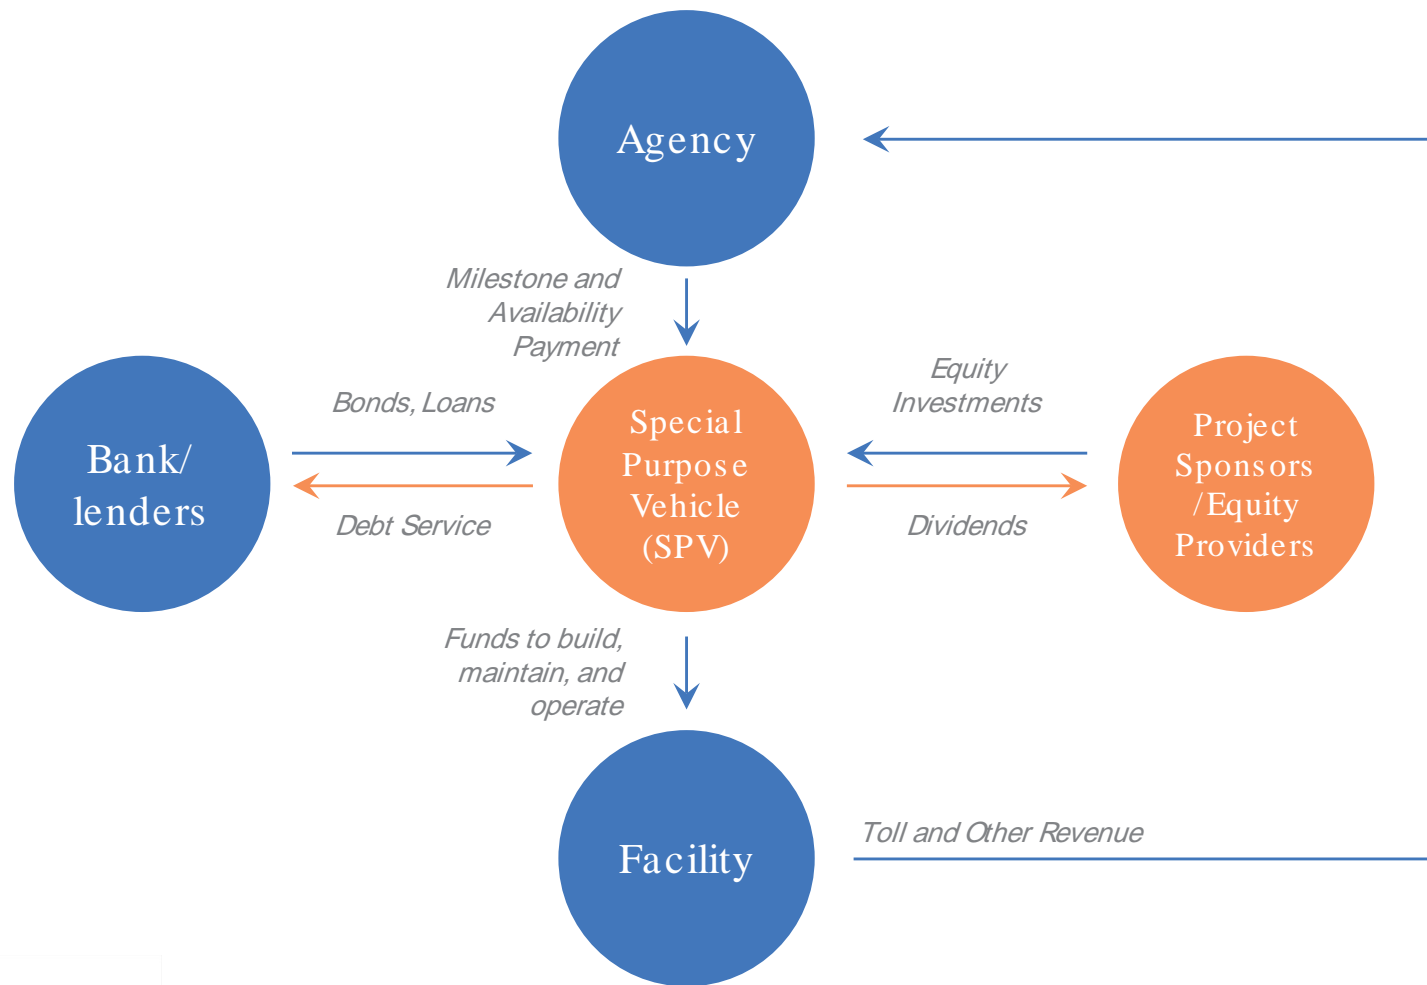 Agency
Milestone and
Availability
Payment
Bonds, Loans
Equity
Investments
Bank/
lenders
Special
Purpose
Vehicle
(SPV)
Project
Sponsors
/Equity
Providers
Debt Service
Dividends
Funds to build,
maintain, and
operate
Toll and Other Revenue
Facility